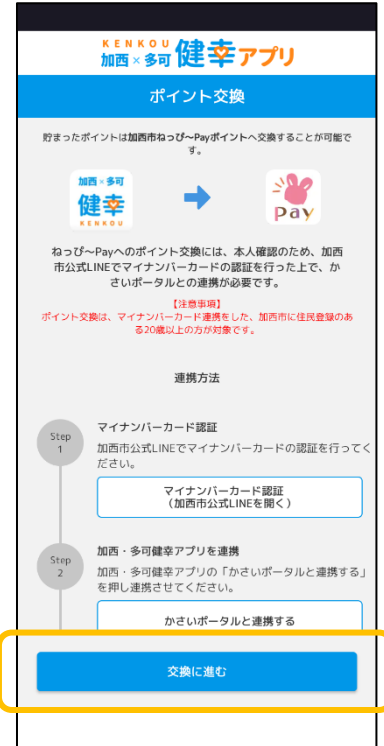 KENKOU
加西×多可 健幸アプリ
ポイント交換
貯まったポイントは加西市ねっぴ～Payポイントへ交換することが可能で
す。
加西×多可
健幸
KENKOU
pay
ねっぴ～Payへのポイント交換には、本人確認のため、加西
市公式LINEでマイナンバーカードの認証を行った上で、か
さいポータルとの連携が必要です。
【注意事項】
ポイント交換は、マイナンバーカード連携をした、加西市に住民登録のあ
る20歳以上の方が対象です。
連携方法
Step
1
マイナンバーカード認証
加西市公式LINEでマイナンバーカードの認証を行ってく
ださい。
マイナンバーカード認証
（加西市公式LINEを開く）
Step
2
加西・多可健幸アプリを連携
加西・多可健幸アプリの「かさいポータルと連携する」
を押し連携させてください。
かさいポータルと連携する
交換に進む